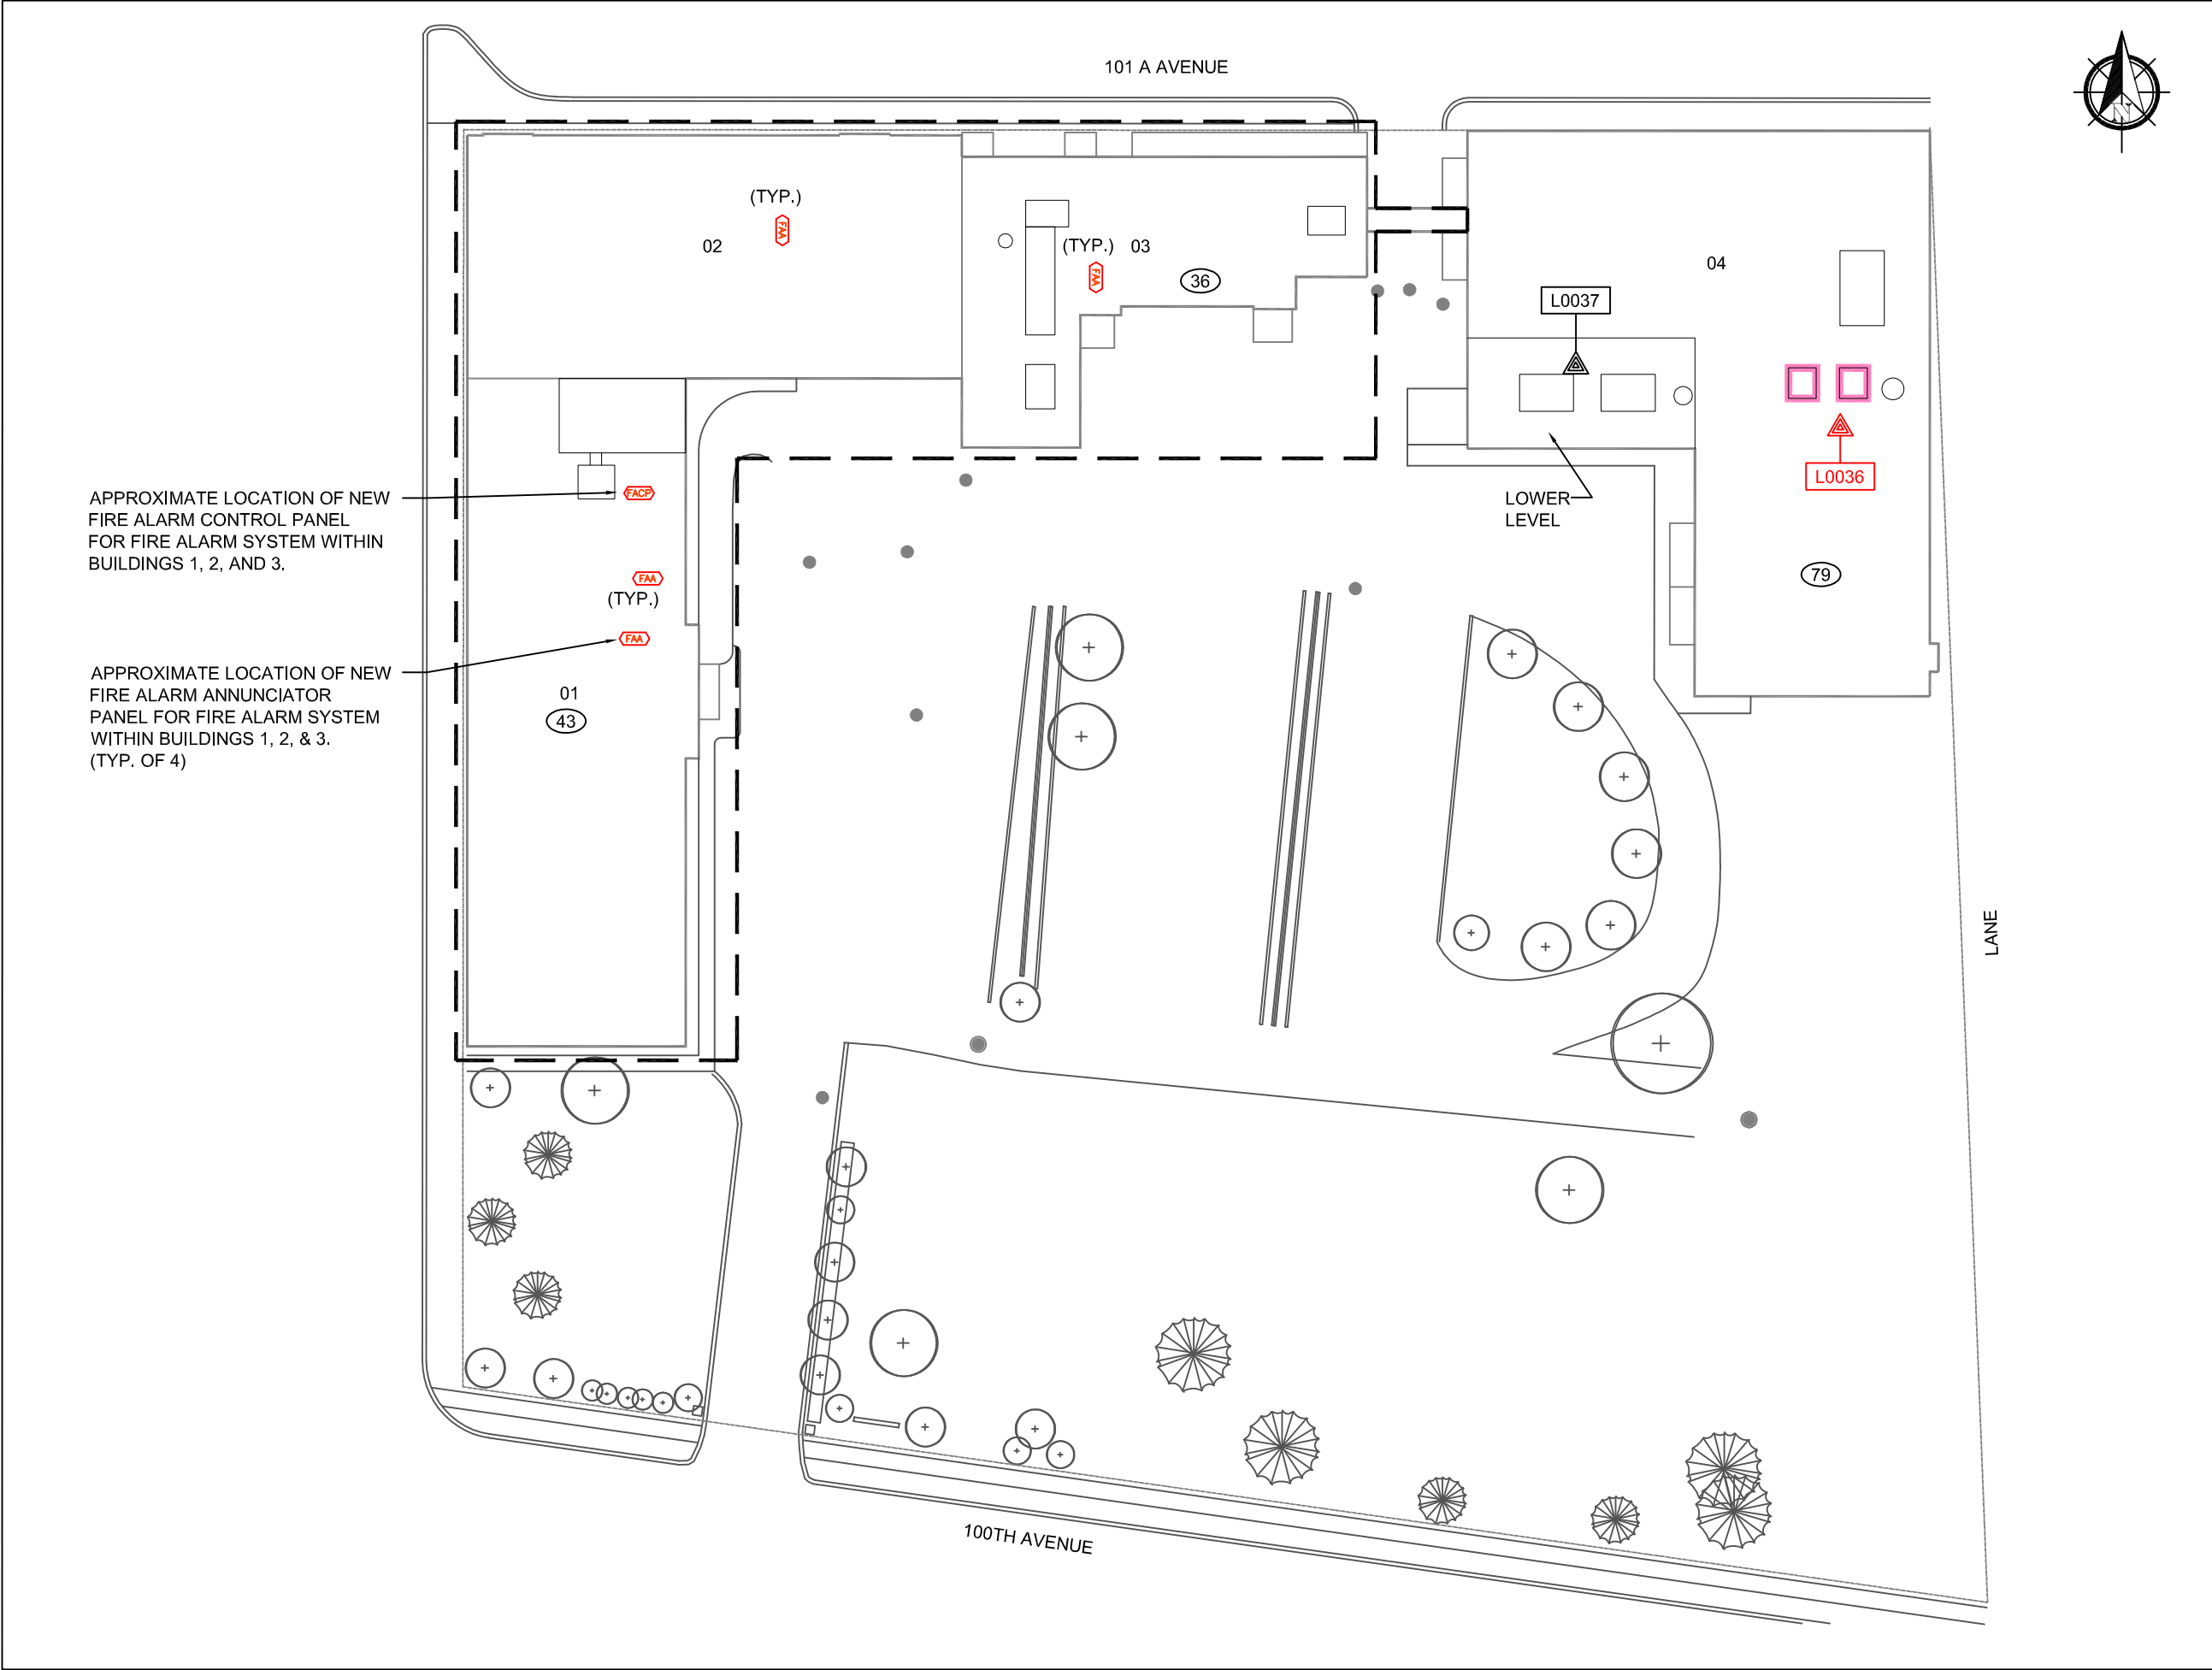 101 A AVENUE
N
(TYP.)
FAA
02
(TYP.) 03
FAA
36
04
L0037
L0036
LOWER
LEVEL
79
APPROXIMATE LOCATION OF NEW
FIRE ALARM CONTROL PANEL
FOR FIRE ALARM SYSTEM WITHIN
BUILDINGS 1, 2, AND 3.
FACP
FAA
(TYP.)
FAA
APPROXIMATE LOCATION OF NEW
FIRE ALARM ANNUNCIATOR
PANEL FOR FIRE ALARM SYSTEM
WITHIN BUILDINGS 1, 2, & 3.
(TYP. OF 4)
01
43
LANE
100TH AVENUE